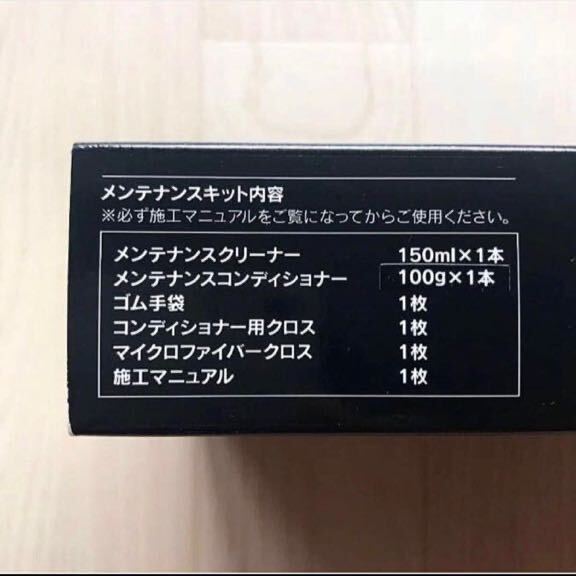 メンテナンスキット内容
※必ず施工マニュアルをご覧になってからご使用ください。
メンテナンスクリーナー 150ml×1本
メンテナンスコンディショナー 100g×1本
ゴム手袋 1枚
コンディショナー用クロス 1枚
マイクロファイバークロス 1枚
施工マニュアル 1枚